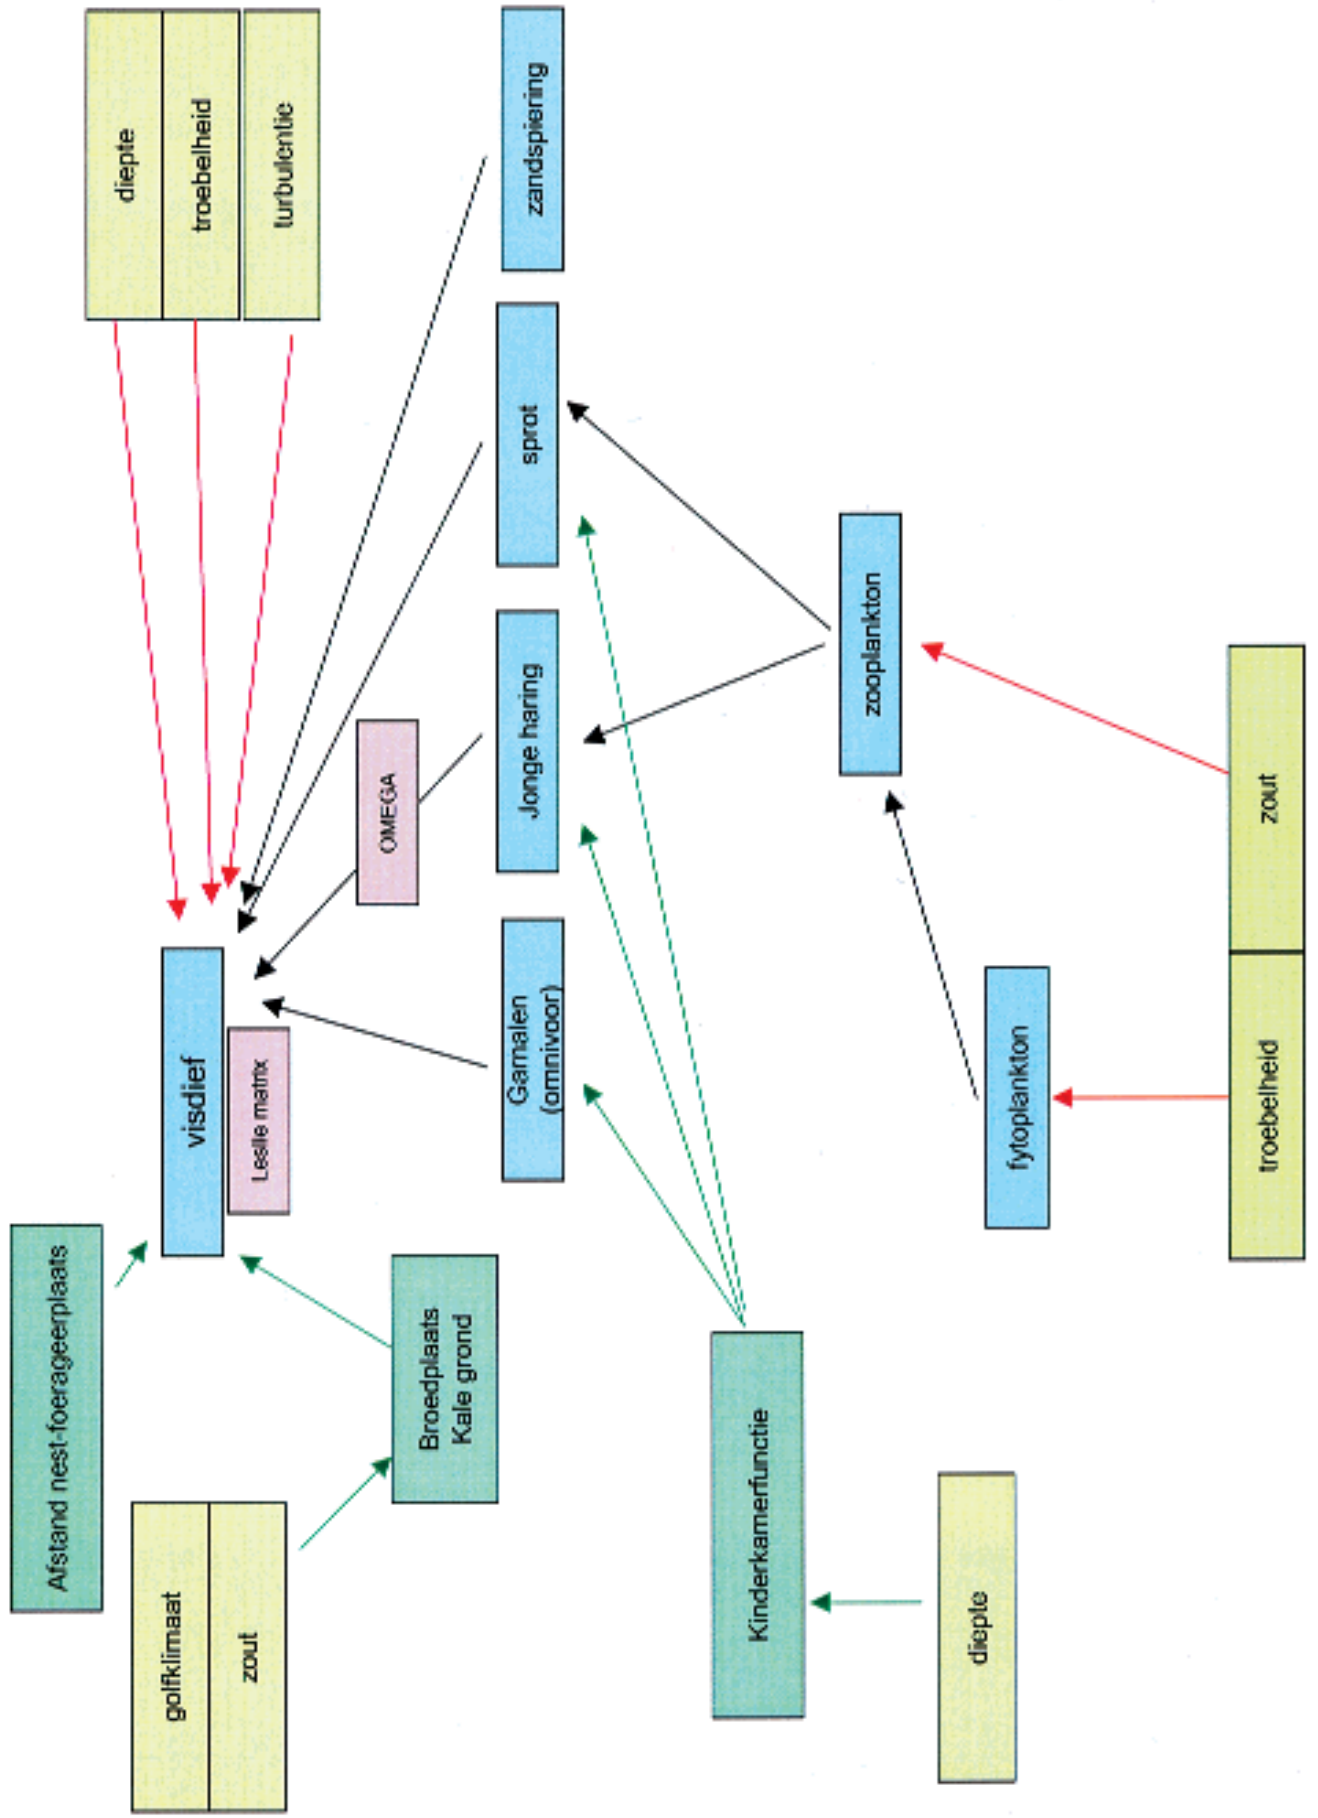 Afstand nest-foerageerplaats
golfklimaat
zout
visdief
Leslie matrix
diepte
troebelheid
turbulentie
OMEGA
Broedplaats
Kale grond
Garnalen
(omnivoor)
Jonge haring
sprot
zandspiering
Kinderkamerfunctie
zooplankton
diepte
fytoplankton
troebelheid
zout